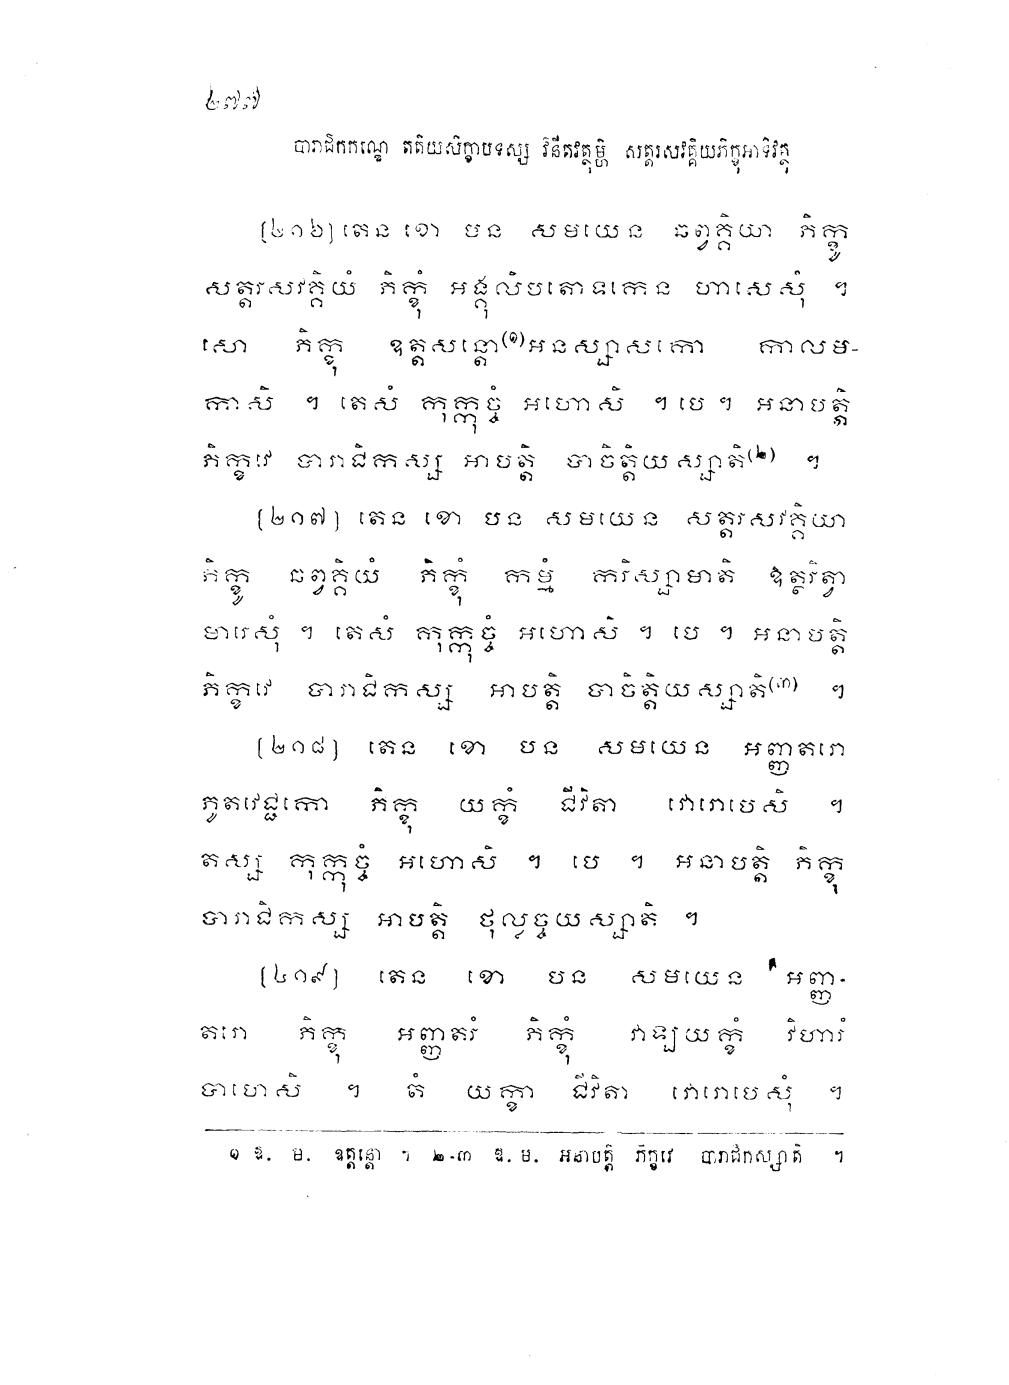 ២៧៧
បារាជិកកណ្ឌេ តតិយសិក្ខាបទស្ស វិនីតវត្ថុម្ហិ សត្តរសវគ្គិយភិក្ខុអាទិវត្ថុ
[២១៦] តេន ខោ បន សមយេន ឆព្វគ្គិយា ភិក្ខូ
សត្តរសវគ្គិយំ ភិក្ខុំ អង្គុលិបតោទកេន ហាសេសុំ ។
សោ ភិក្ខុ ឧត្តសន្តោ(១)អនស្សាសកោ កាលម-
កាសិ ។ តេសំ កុក្កុច្ចំ អហោសិ ។ បេ ។ អនាបត្តិ
ភិក្ខវេ បារាជិកស្ស អាបត្តិ បាចិត្តិយស្សាតិ(២) ។
[២១៧] តេន ខោ បន សមយេន សត្តរសវគ្គិយា
ភិក្ខូ ឆព្វគ្គិយំ ភិក្ខុំ កម្មំ ករិស្សាមាតិ ឧត្ថរិត្វា
មារេសុំ ។ តេសំ កុក្កុច្ចំ អហោសិ ។ បេ ។ អនាបត្តិ
ភិក្ខវេ បារាជិកស្ស អាបត្តិ បាចិត្តិយស្សាតិ(៣) ។
[២១៨] តេន ខោ បន សមយេន អញ្ញតរោ
ភូតវេជ្ជកោ ភិក្ខុ យក្ខំ ជីវិតា វោរោបេសិ ។
តស្ស កុក្កុច្ចំ អហោសិ ។ បេ ។ អនាបត្តិ ភិក្ខុ
បារាជិកស្ស អាបត្តិ ថុល្លច្ចយស្សាតិ ។
[២១៩] តេន ខោ បន សមយេន អញ្ញ-
តរោ ភិក្ខុ អញ្ញតរំ ភិក្ខុំ វាឡយក្ខំ វិហារំ
បាហេសិ ។ តំ យក្ខា ជីវិតា វោរោបេសុំ ។
១ ឱ. ម. ឧត្តន្តោ ។ ២-៣ ឱ. ម. អនាបត្តិ ភិក្ខវេ បារាជិកស្សាតិ ។